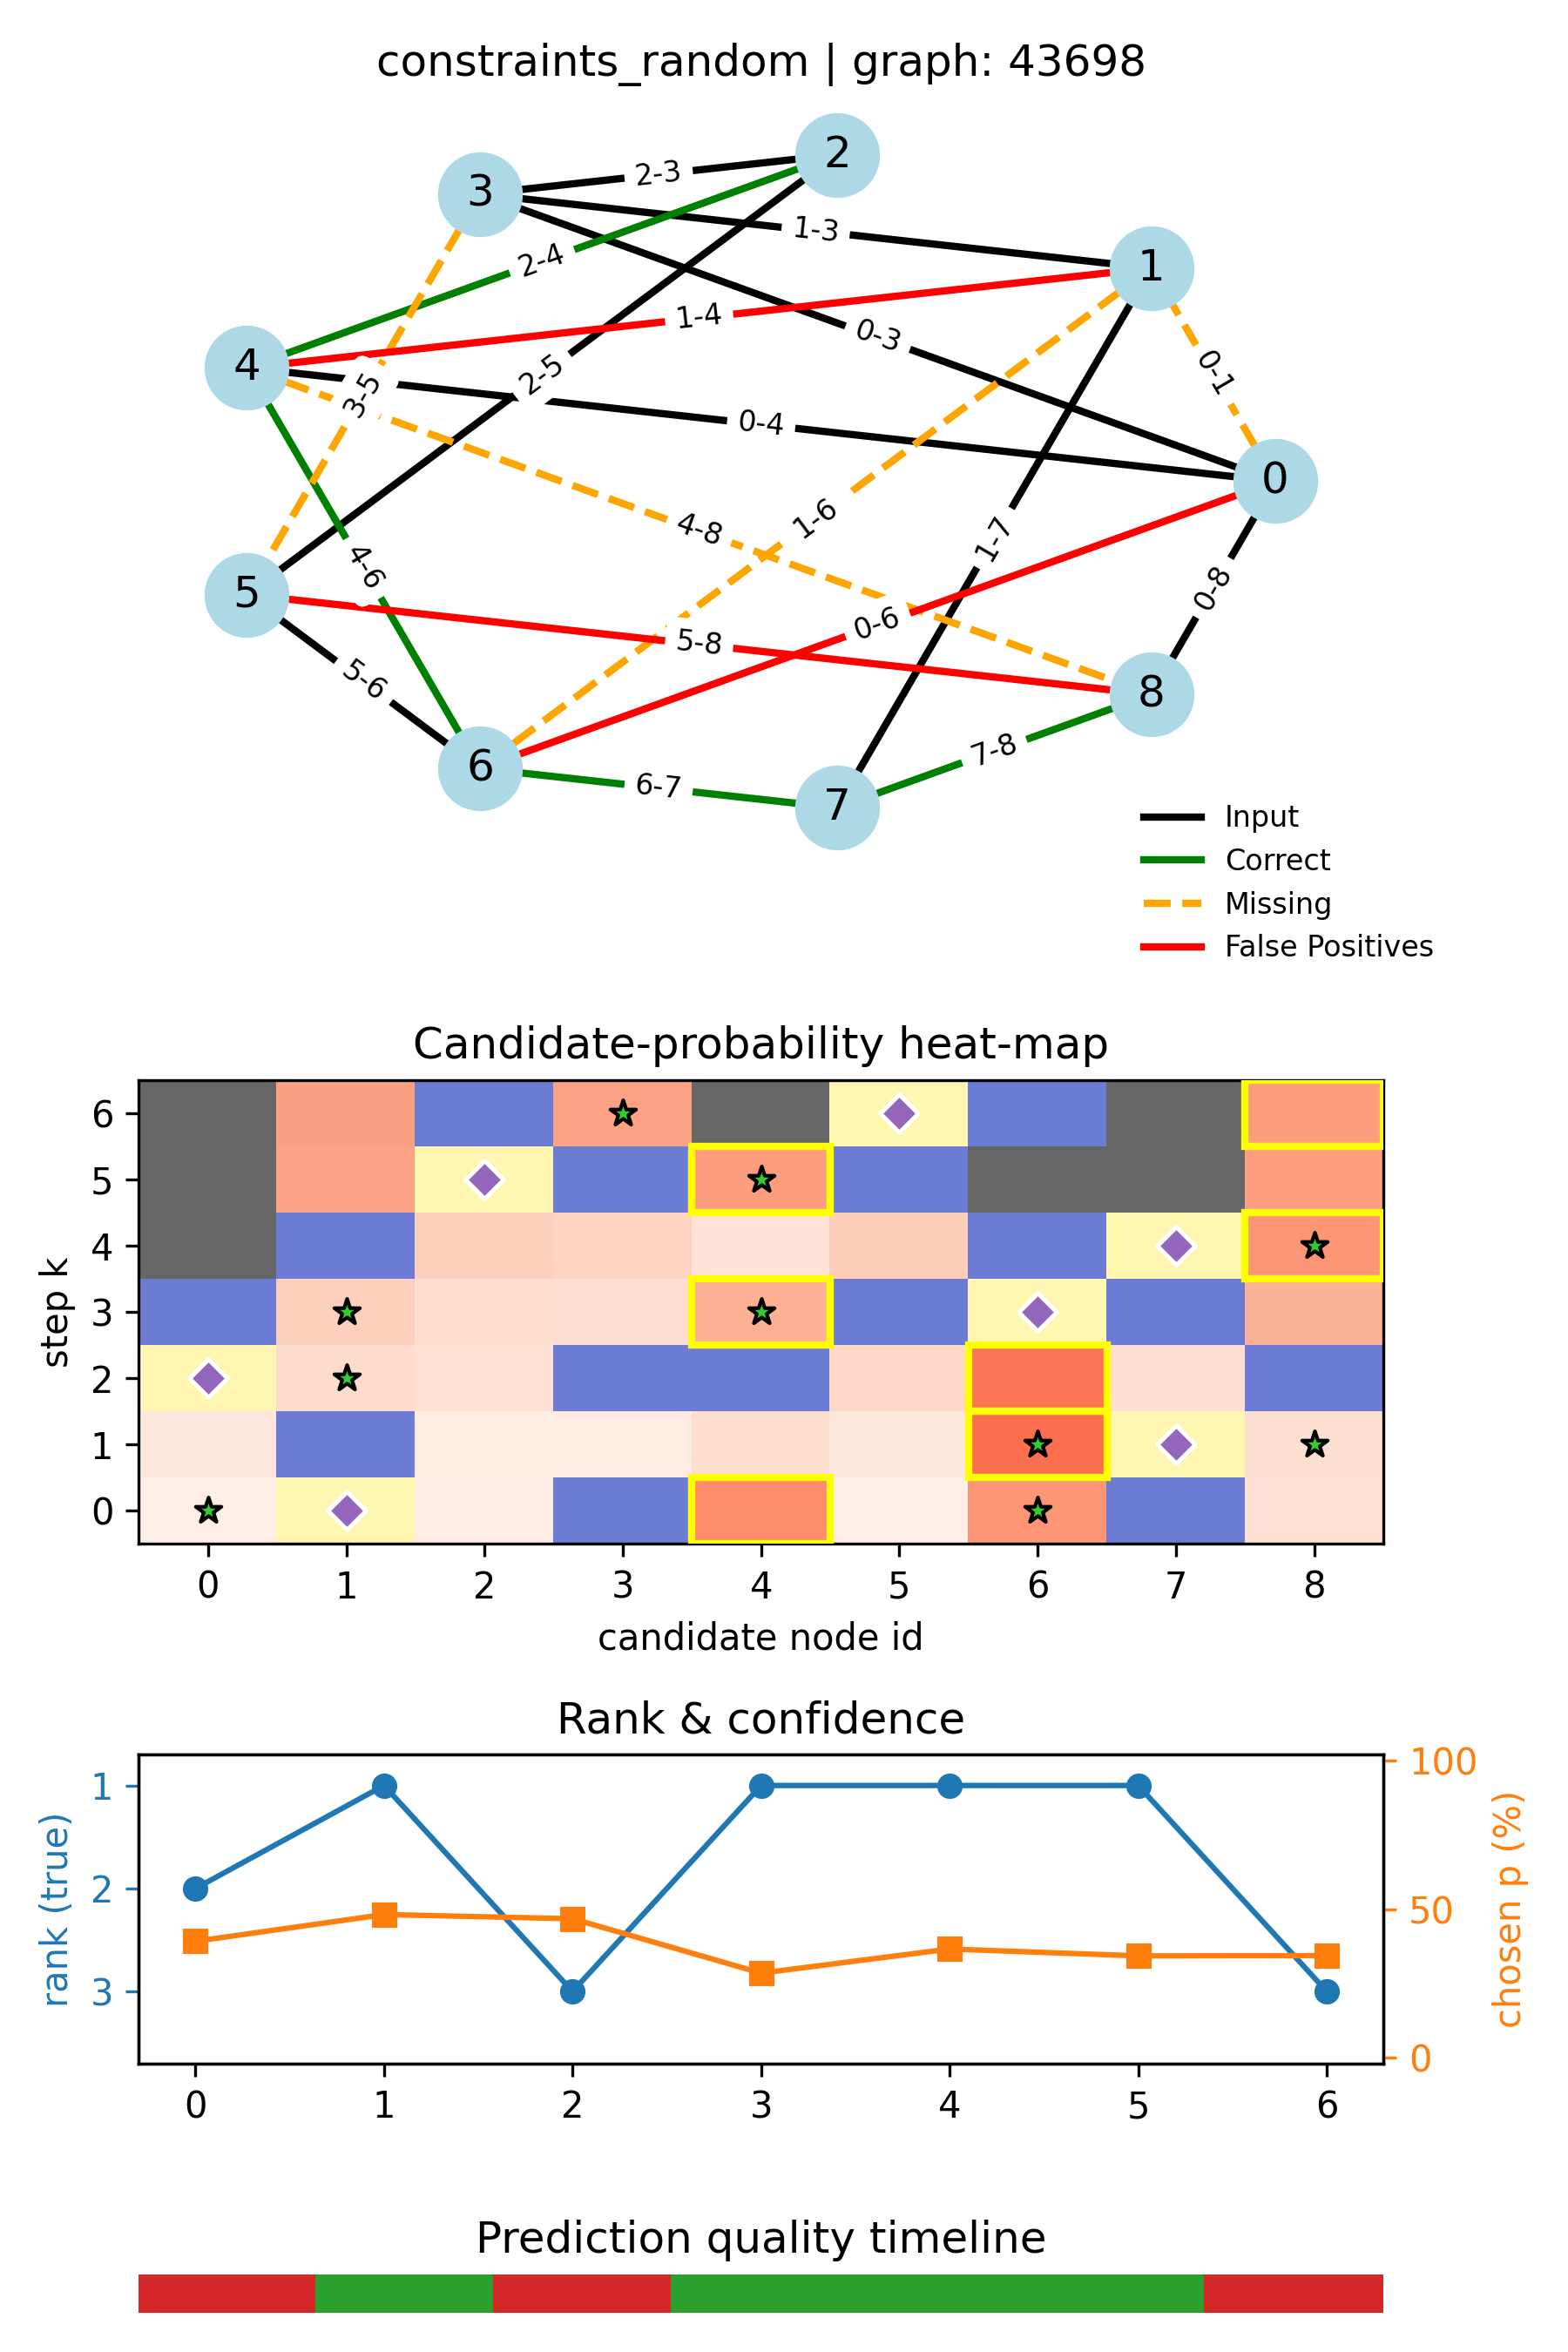 constraints_random | graph: 43698
2
3
2-3
1-3
2-4
1
1-4
0-3
4
0-1
2-5
3-5
0-4
0
1-6
4-8
1-7
4-6
0-8
5
0-6
5-8
5-6
8
7-8
6
6-7
7
Input
Correct
Missing
False Positives
Candidate-probability heat-map
6
5
4
3
2
1
0
step k
0 1 2 3 4 5 6 7 8
candidate node id
Rank & confidence
1
2
3
rank (true)
100
50
0
chosen p (%)
0 1 2 3 4 5 6
Prediction quality timeline